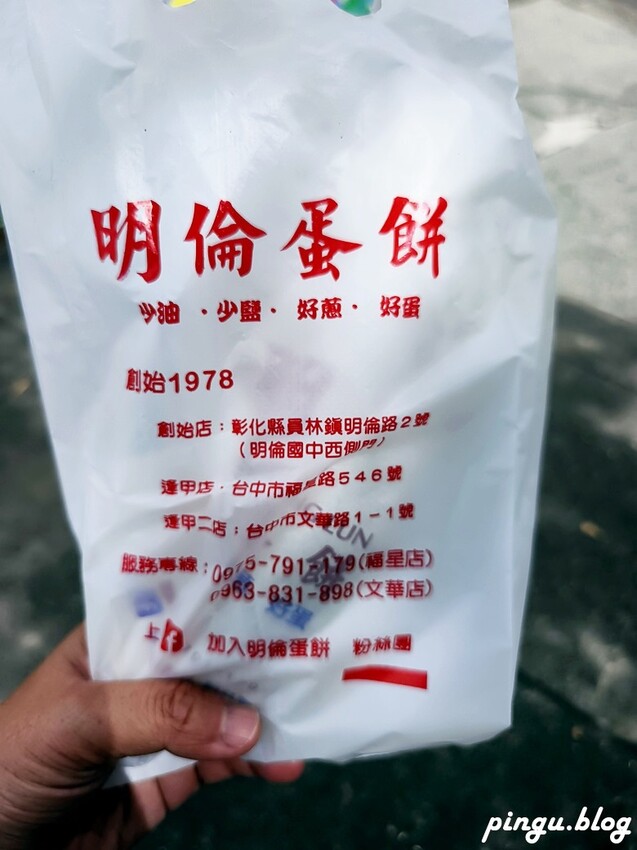 明倫蛋餅
少油・少鹽・好蔥・好蛋
創始1978
創始店：彰化縣員林鎮明倫路2號
（明倫國中西側門）
逢甲店：台中市福星路546號
逢甲二店：台中市文華路1-1號
服務專線：0975-791-179(福星店)
0963-831-898(文華店)
上f 加入明倫蛋餅 粉絲團
pingu.blog